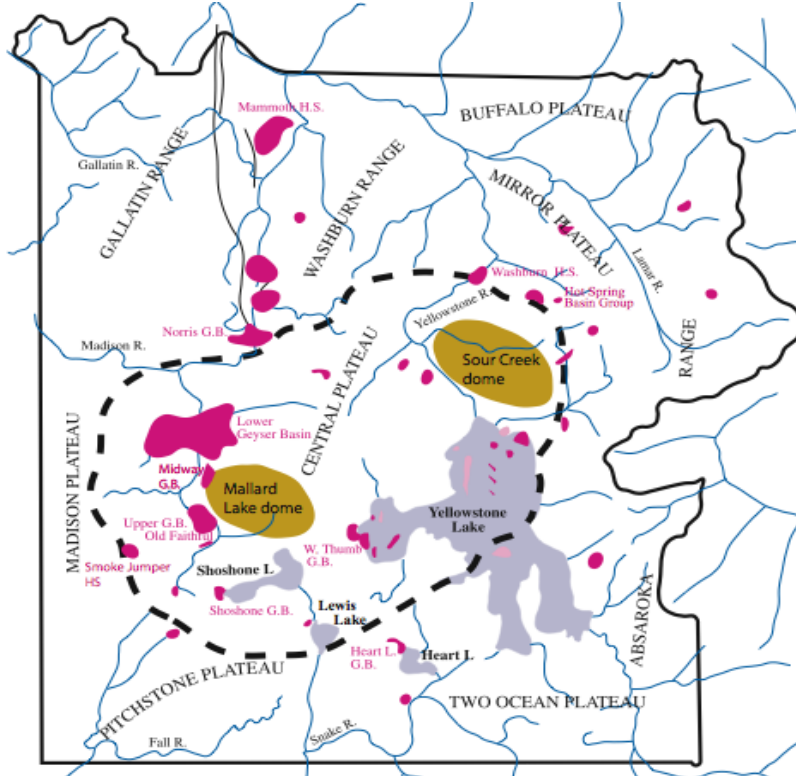 Mammoth H.S.
BUFFALO PLATEAU
Gallatin R.
GALLATIN RANGE
WASHBURN RANGE
MIRROR PLATEAU
Lamar R.
Washburn H.S.
Hot Spring
Basin Group
Yellowstone R.
Norris G.B.
Madison R.
Sour Creek
dome
RANGE
CENTRAL PLATEAU
Lower
Geyser Basin
MADISON PLATEAU
Midway
G.B.
Mallard
Lake dome
Yellowstone
Lake
Upper G.B.
Old Faithful
W. Thumb
G.B.
Smoke Jumper
HS
Shoshone L
Shoshone G.B.
Lewis
Lake
ABSAROKA
Heart L.
G.B.
Heart L
PITCHSTONE PLATEAU
TWO OCEAN PLATEAU
Fall R.
Snake R.